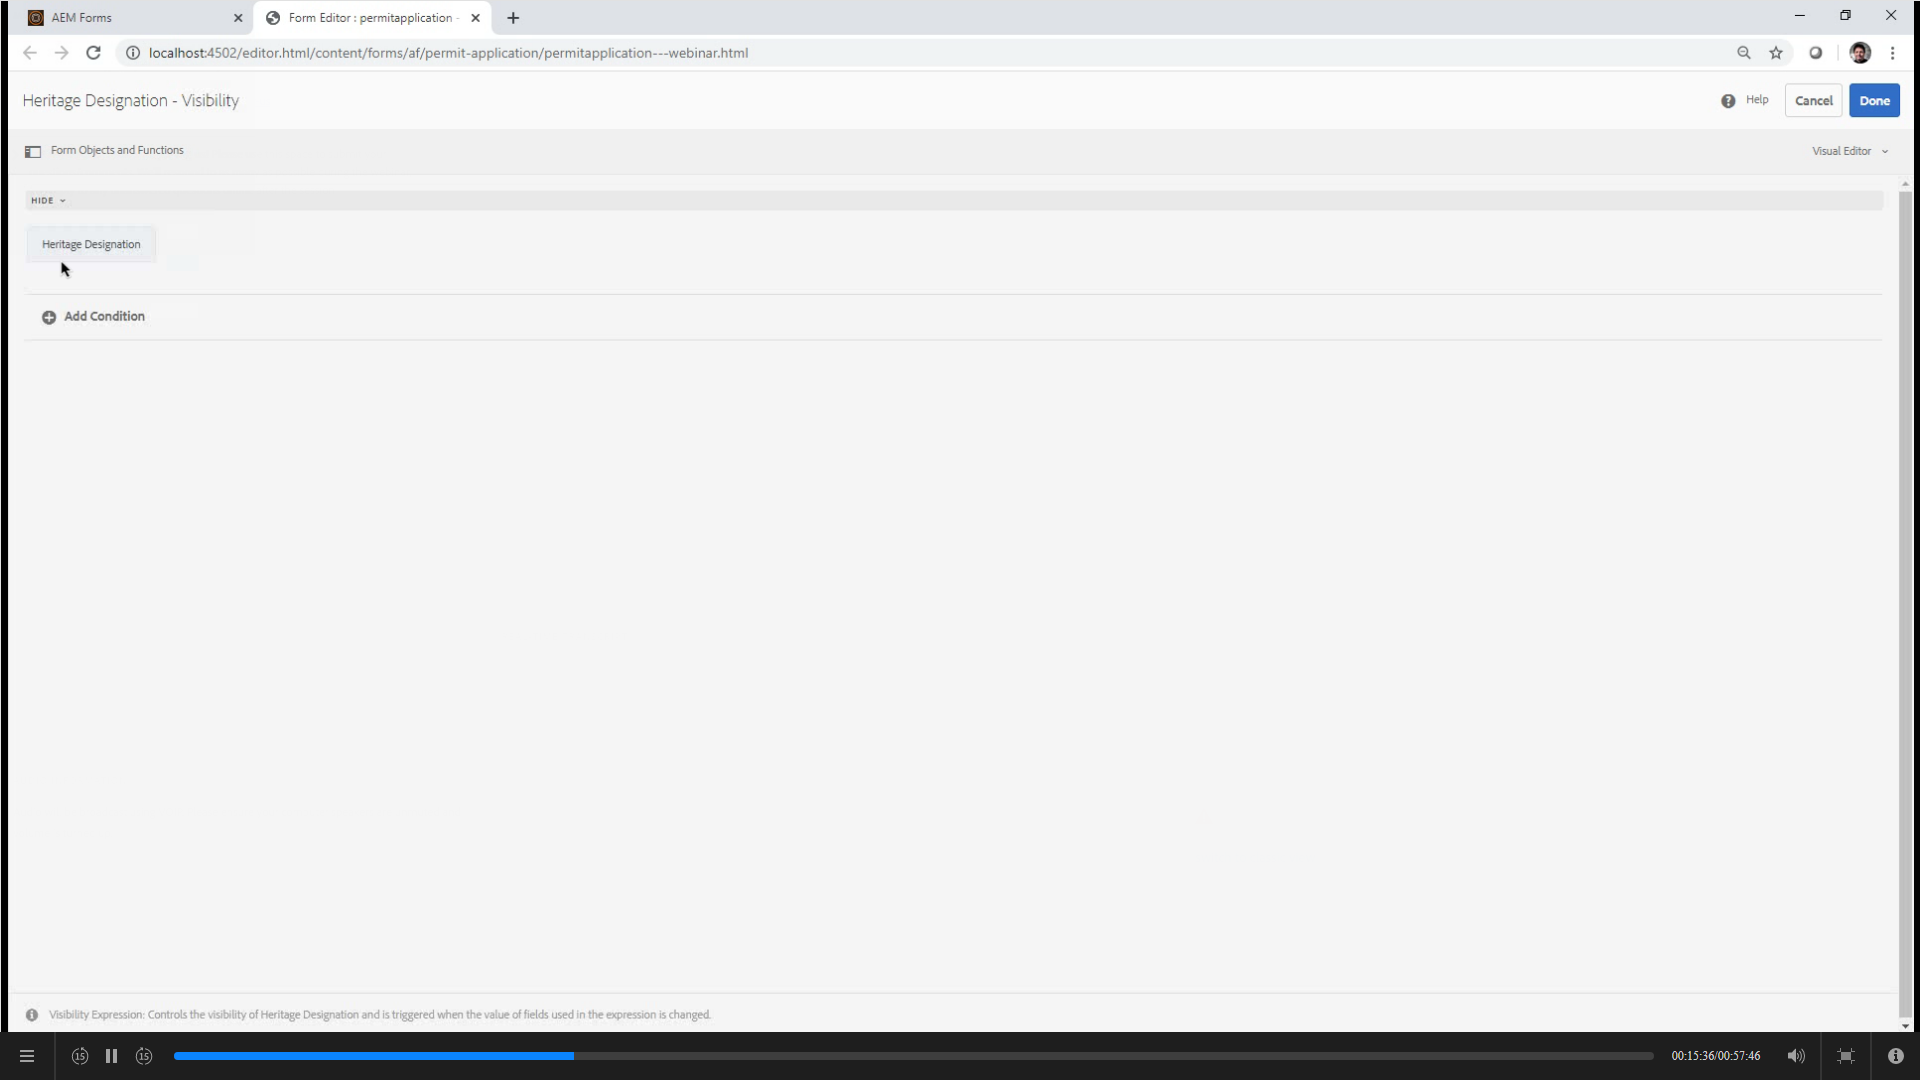 AEM Forms
Form Editor : permitapplication -
localhost:4502/editor.html/content/forms/af/permit-application/permitapplication---webinar.html
Heritage Designation - Visibility
Help
Cancel
Done
Form Objects and Functions
Visual Editor
HIDE
Heritage Designation
Add Condition
Visibility Expression: Controls the visibility of Heritage Designation and is triggered when the value of fields used in the expression is changed.
15
15
00:15:36/00:57:46